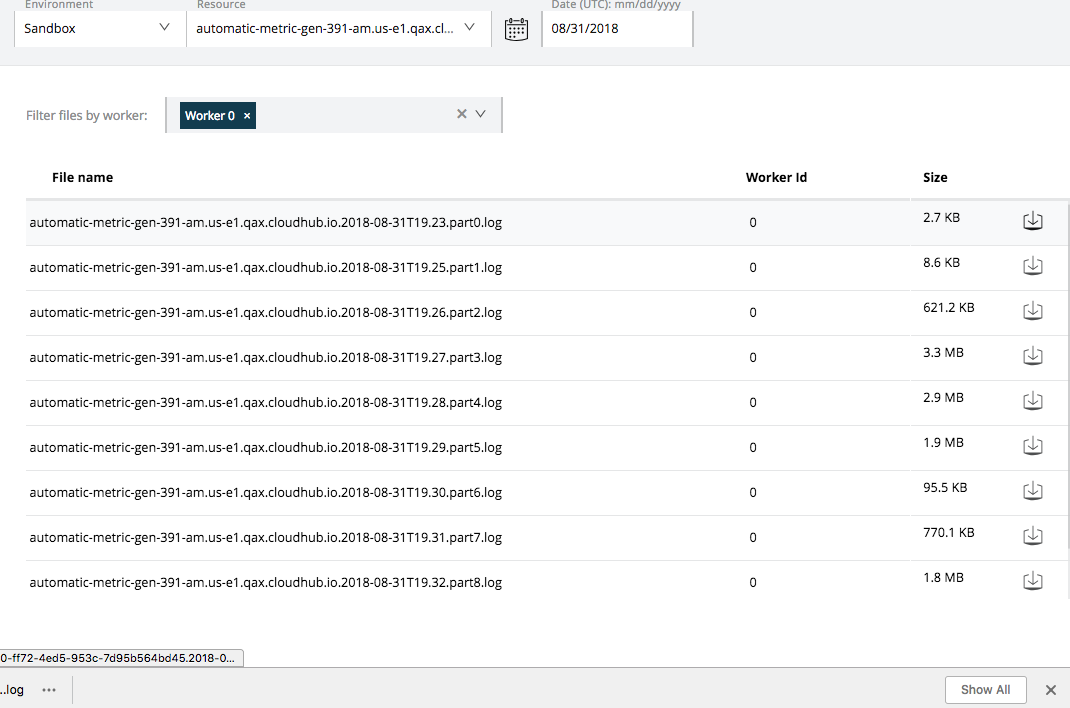 Environment Resource Date (UTC): mm/dd/yyyy
Sandbox automatic-metric-gen-391-am.us-e1.qax.cl... 08/31/2018
Filter files by worker: Worker 0 ×
File name Worker Id Size
automatic-metric-gen-391-am.us-e1.qax.cloudhub.io.2018-08-31T19.23.part0.log 0 2.7 KB
automatic-metric-gen-391-am.us-e1.qax.cloudhub.io.2018-08-31T19.25.part1.log 0 8.6 KB
automatic-metric-gen-391-am.us-e1.qax.cloudhub.io.2018-08-31T19.26.part2.log 0 621.2 KB
automatic-metric-gen-391-am.us-e1.qax.cloudhub.io.2018-08-31T19.27.part3.log 0 3.3 MB
automatic-metric-gen-391-am.us-e1.qax.cloudhub.io.2018-08-31T19.28.part4.log 0 2.9 MB
automatic-metric-gen-391-am.us-e1.qax.cloudhub.io.2018-08-31T19.29.part5.log 0 1.9 MB
automatic-metric-gen-391-am.us-e1.qax.cloudhub.io.2018-08-31T19.30.part6.log 0 95.5 KB
automatic-metric-gen-391-am.us-e1.qax.cloudhub.io.2018-08-31T19.31.part7.log 0 770.1 KB
automatic-metric-gen-391-am.us-e1.qax.cloudhub.io.2018-08-31T19.32.part8.log 0 1.8 MB
0-ff72-4ed5-953c-7d95b564bd45.2018-0...
..log ... Show All